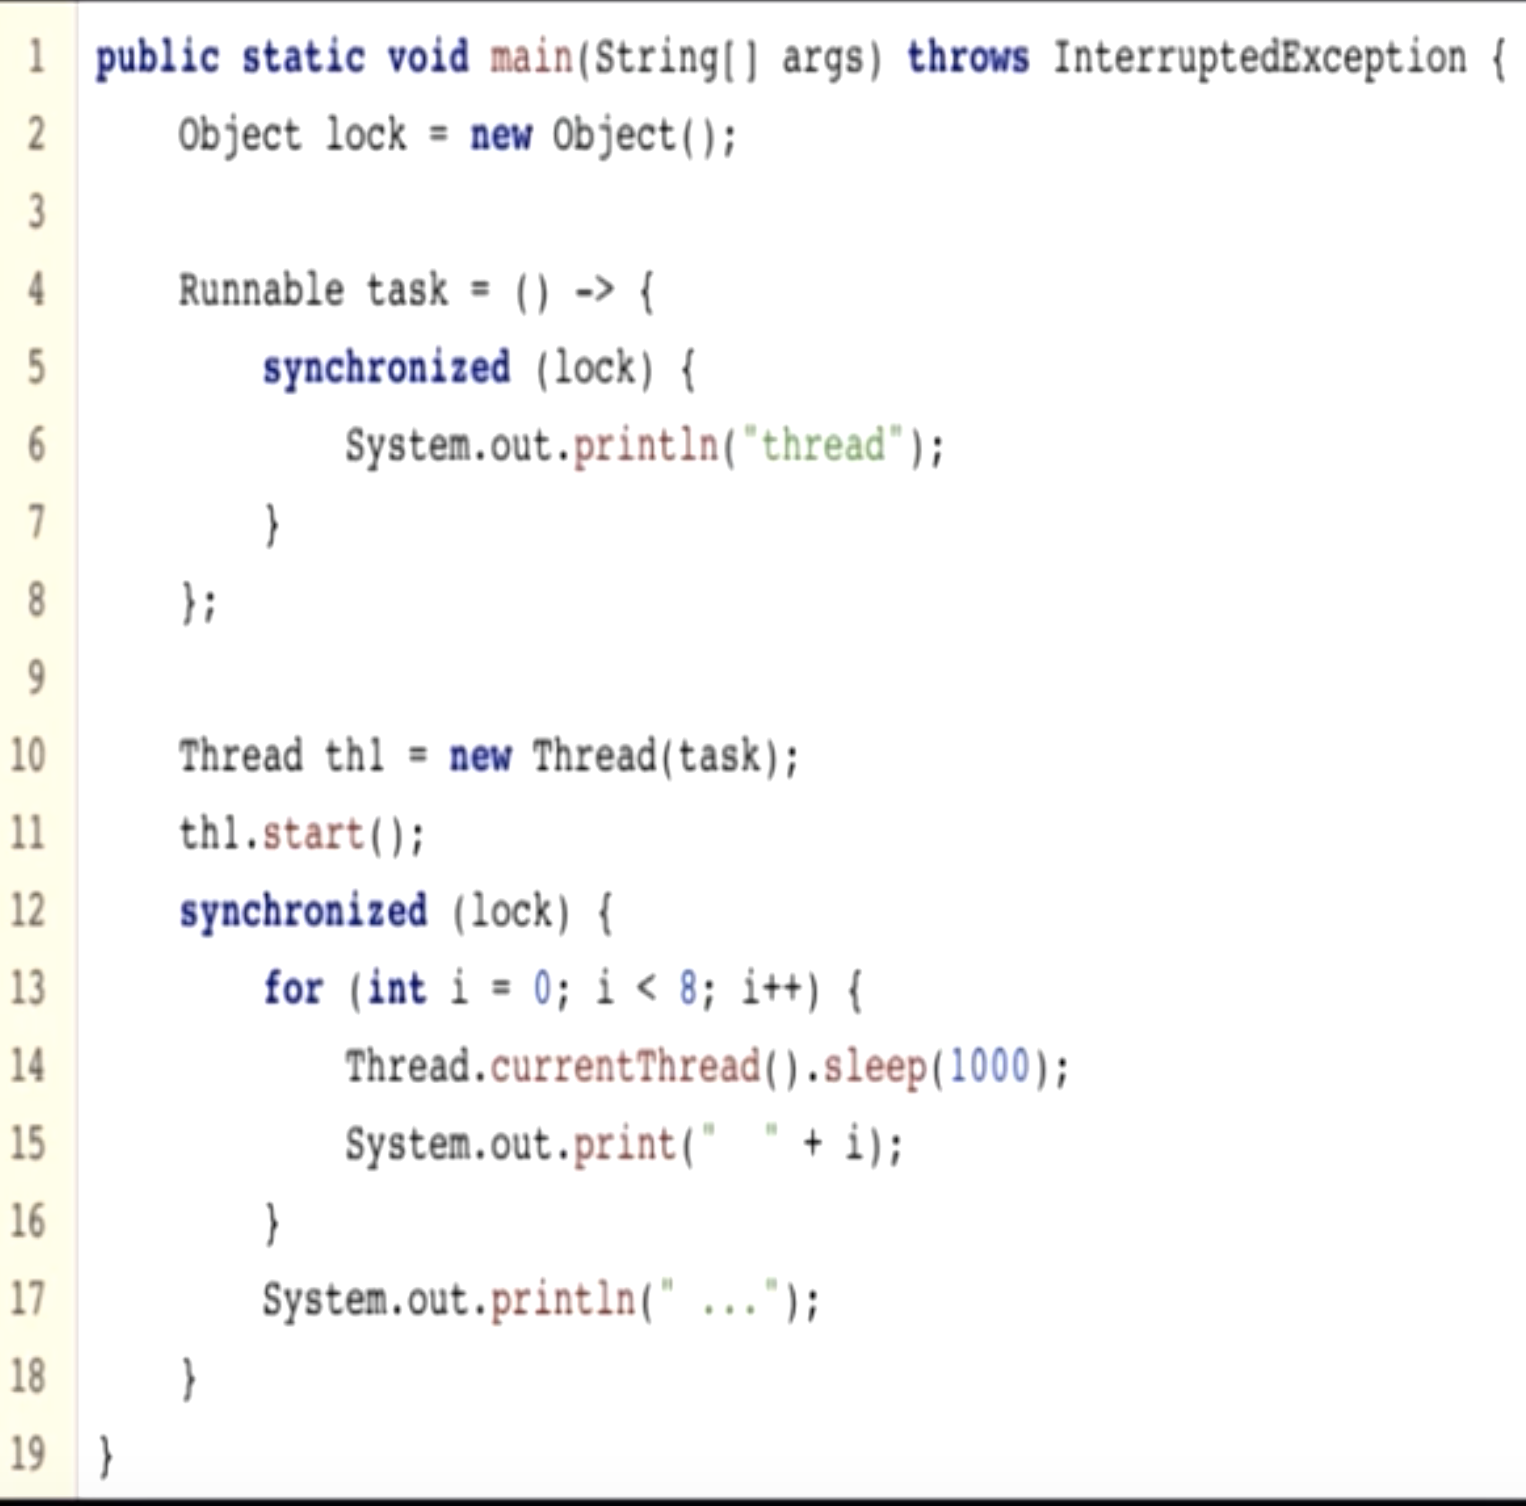 1 public static void main(String[] args) throws InterruptedException {
2 Object lock = new Object();
3
4 Runnable task = () -> {
5 synchronized (lock) {
6 System.out.println("thread");
7 }
8 };
9
10 Thread th1 = new Thread(task);
11 th1.start();
12 synchronized (lock) {
13 for (int i = 0; i < 8; i++) {
14 Thread.currentThread().sleep(1000);
15 System.out.print("  " + i);
16 }
17 System.out.println(" ...");
18 }
19 }